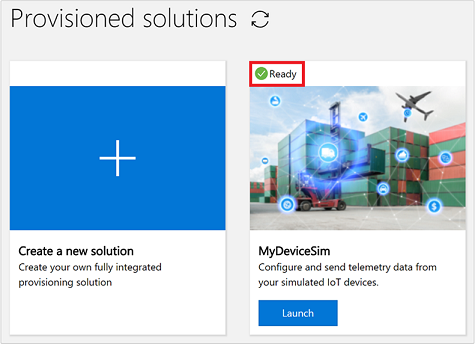 Provisioned solutions
Ready
Create a new solution
Create your own fully integrated
provisioning solution
MyDeviceSim
Configure and send telemetry data from
your simulated IoT devices.
Launch